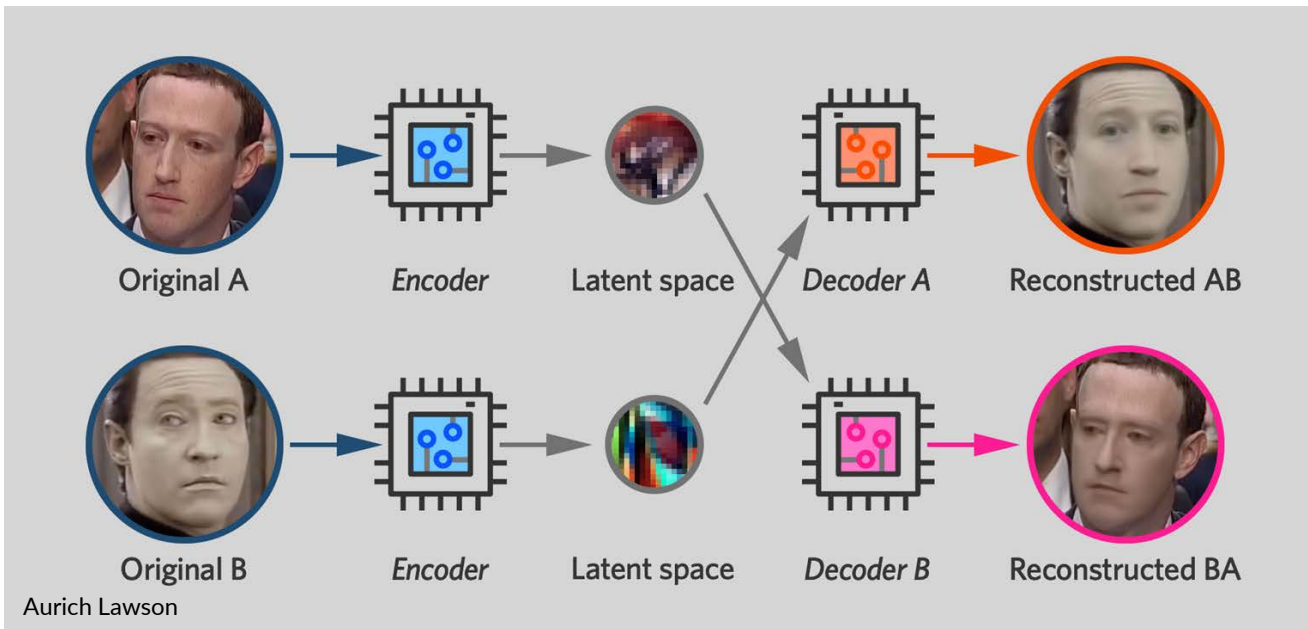 Original A
Encoder
Latent space
Decoder A
Reconstructed AB
Original B
Encoder
Latent space
Decoder B
Reconstructed BA
Aurich Lawson